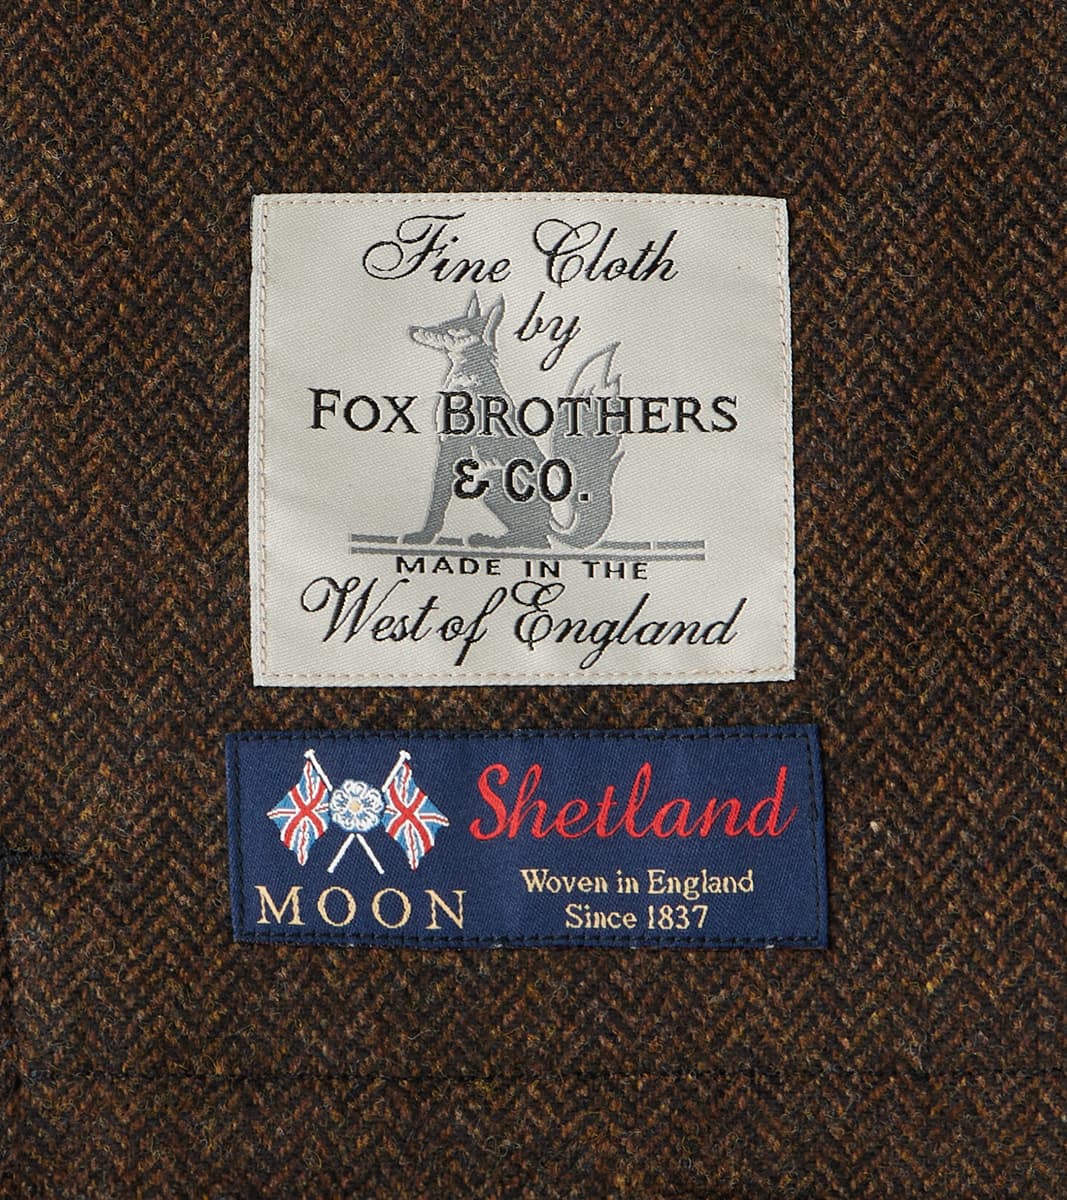 Fine Cloth
by
FOX BROTHERS
& CO.
MADE IN THE
West of England
Shetland
MOON
Woven in England
Since 1837